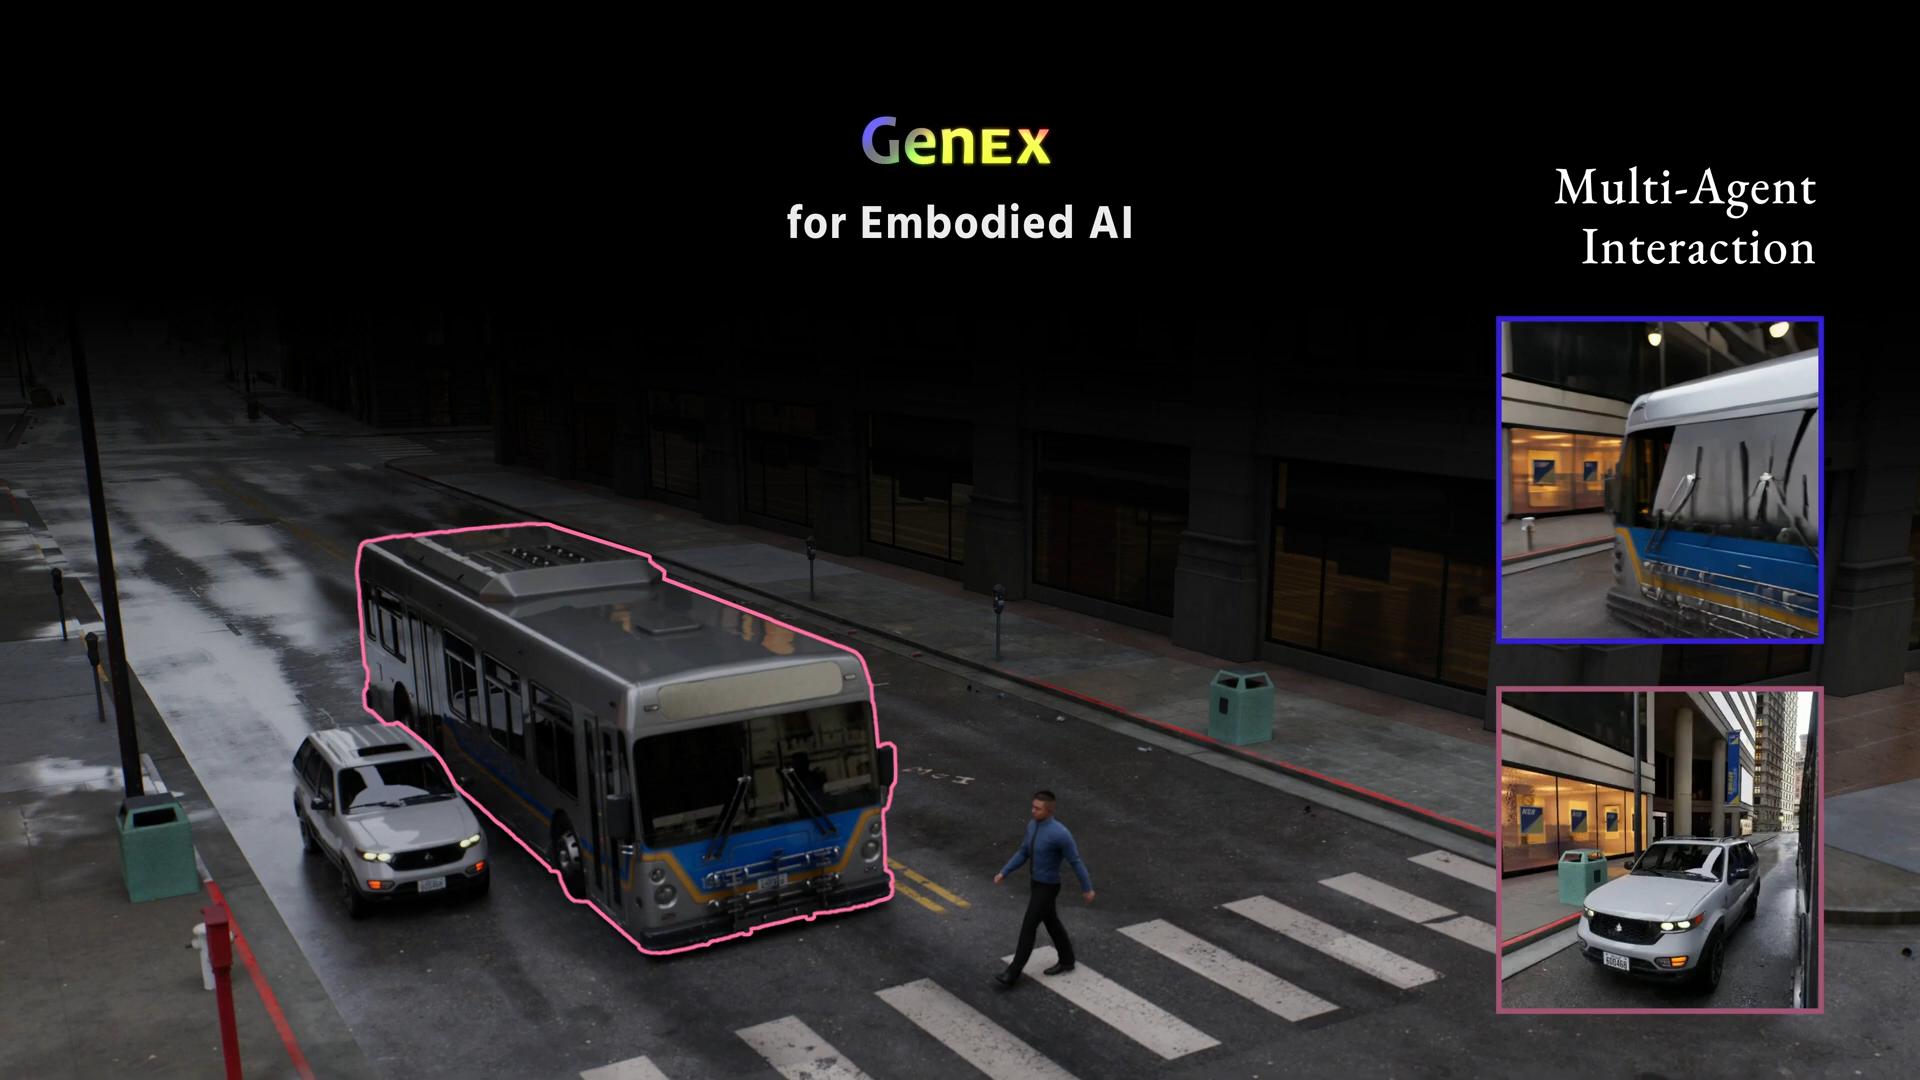 GenEx
for Embodied AI
Multi-Agent
Interaction